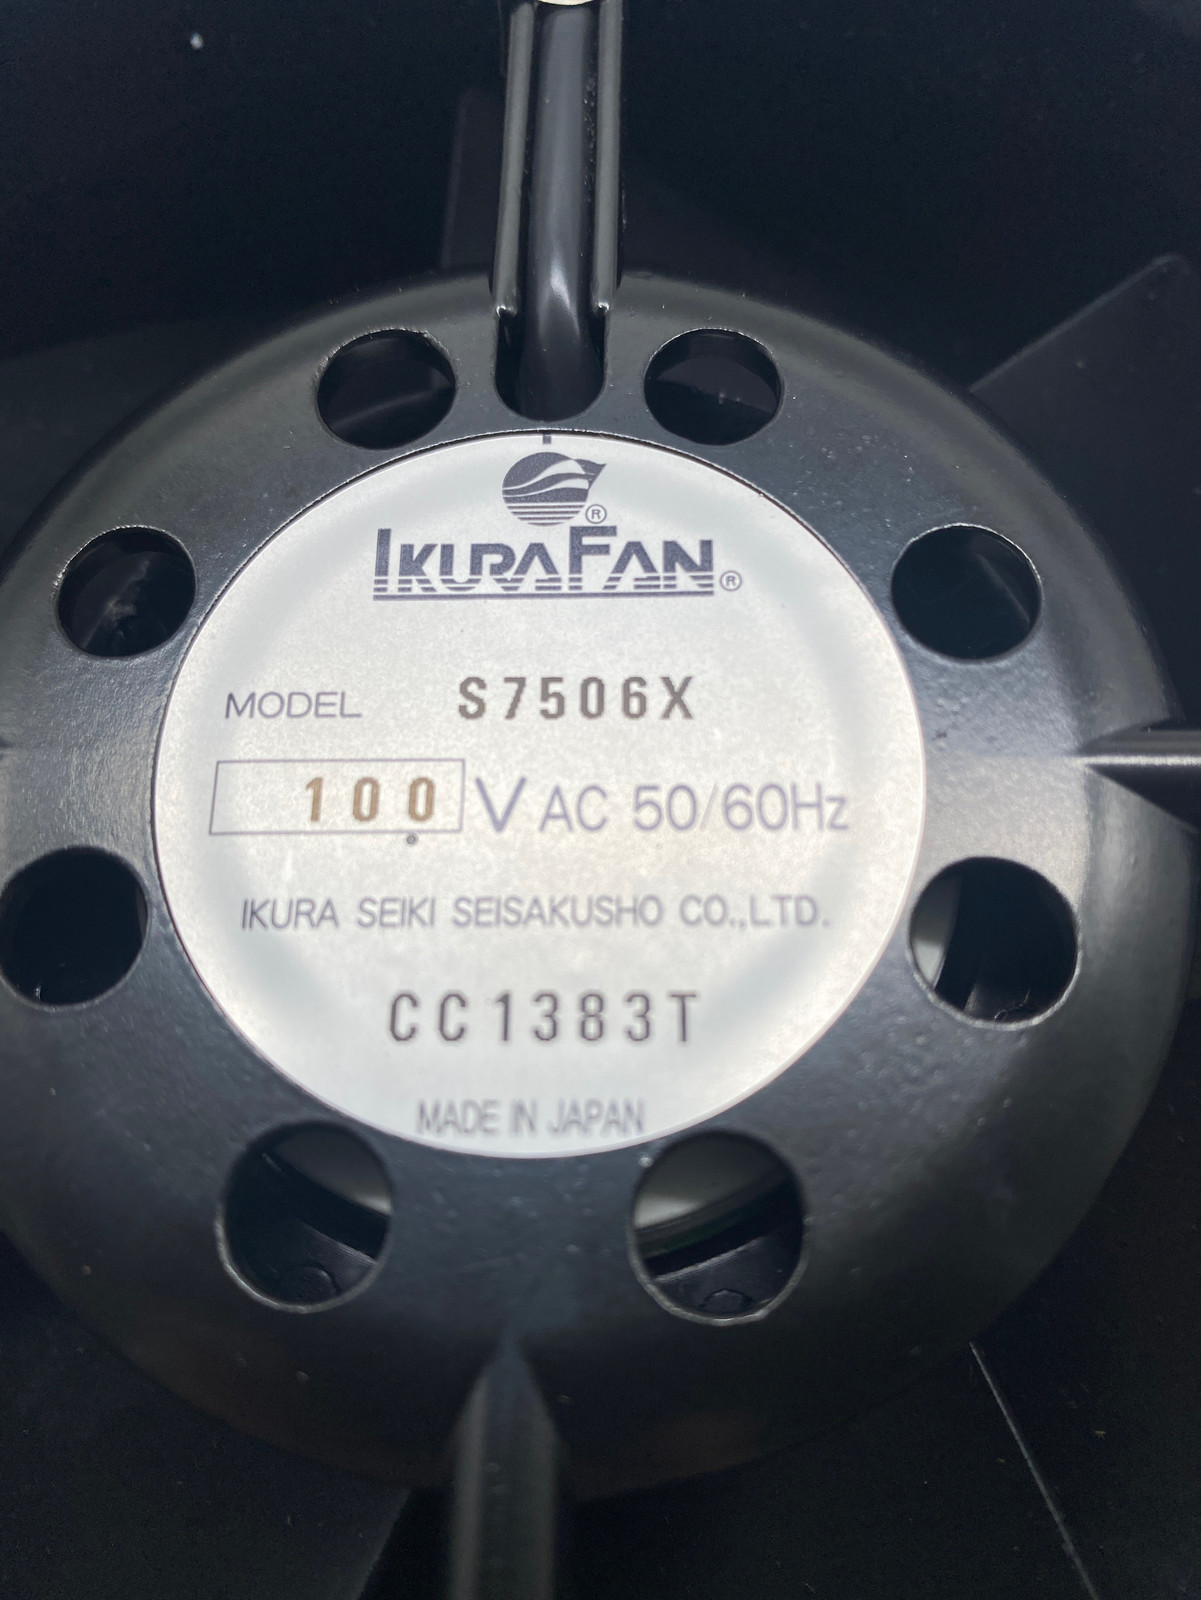 ®
IKURAFAN®
MODEL S7506X
100 V AC 50/60Hz
IKURA SEIKI SEISAKUSHO CO.,LTD.
CC1383T
MADE IN JAPAN